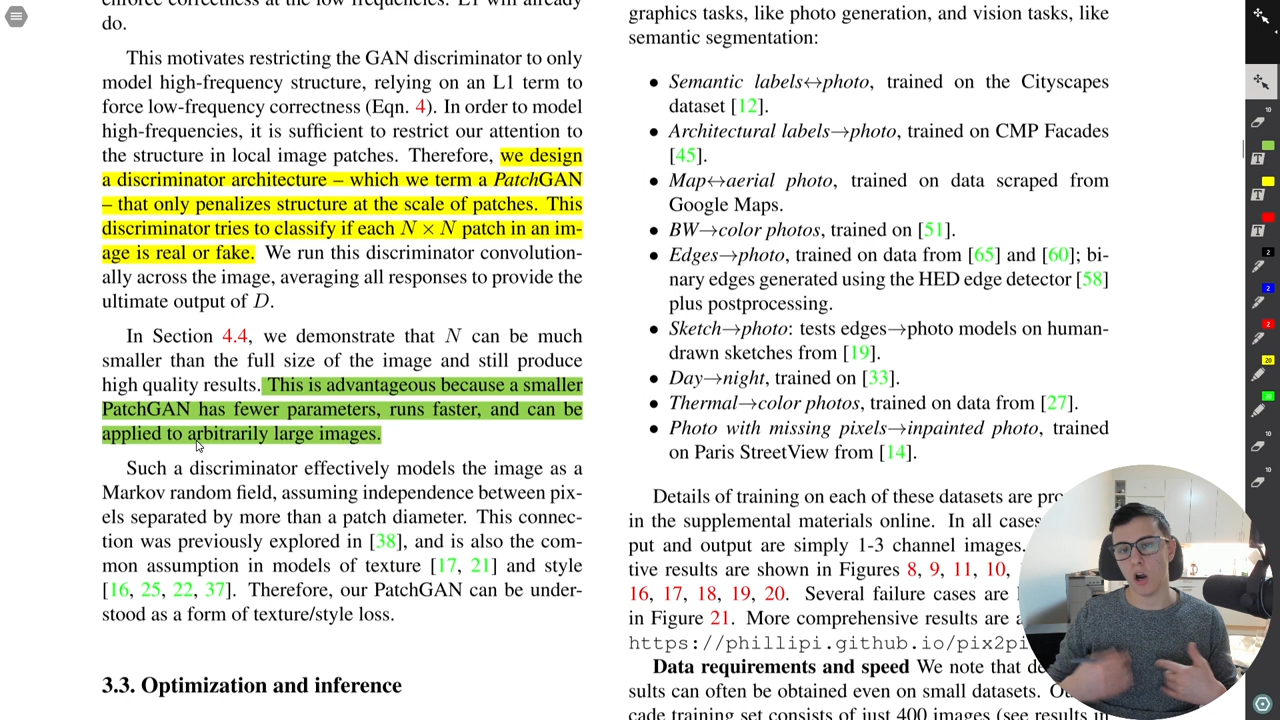 do.
This motivates restricting the GAN discriminator to only
model high-frequency structure, relying on an L1 term to
force low-frequency correctness (Eqn. 4). In order to model
high-frequencies, it is sufficient to restrict our attention to
the structure in local image patches. Therefore, we design
a discriminator architecture – which we term a PatchGAN
– that only penalizes structure at the scale of patches. This
discriminator tries to classify if each N × N patch in an im-
age is real or fake. We run this discriminator convolution-
ally across the image, averaging all responses to provide the
ultimate output of D.
In Section 4.4, we demonstrate that N can be much
smaller than the full size of the image and still produce
high quality results. This is advantageous because a smaller
PatchGAN has fewer parameters, runs faster, and can be
applied to arbitrarily large images.
Such a discriminator effectively models the image as a
Markov random field, assuming independence between pix-
els separated by more than a patch diameter. This connec-
tion was previously explored in [38], and is also the com-
mon assumption in models of texture [17, 21] and style
[16, 25, 22, 37]. Therefore, our PatchGAN can be under-
stood as a form of texture/style loss.
3.3. Optimization and inference
graphics tasks, like photo generation, and vision tasks, like
semantic segmentation:
• Semantic labels↔photo, trained on the Cityscapes
dataset [12].
• Architectural labels→photo, trained on CMP Facades
[45].
• Map↔aerial photo, trained on data scraped from
Google Maps.
• BW→color photos, trained on [51].
• Edges→photo, trained on data from [65] and [60]; bi-
nary edges generated using the HED edge detector [58]
plus postprocessing.
• Sketch→photo: tests edges→photo models on human-
drawn sketches from [19].
• Day→night, trained on [33].
• Thermal→color photos, trained on data from [27].
• Photo with missing pixels→inpainted photo, trained
on Paris StreetView from [14].
Details of training on each of these datasets are pro
in the supplemental materials online. In all cases
put and output are simply 1-3 channel images.
tive results are shown in Figures 8, 9, 11, 10,
16, 17, 18, 19, 20. Several failure cases are
in Figure 21. More comprehensive results are a
https://phillipi.github.io/pix2pi
Data requirements and speed We note that de
sults can often be obtained even on small datasets. O
cade training set consists of just 400 images (see results in